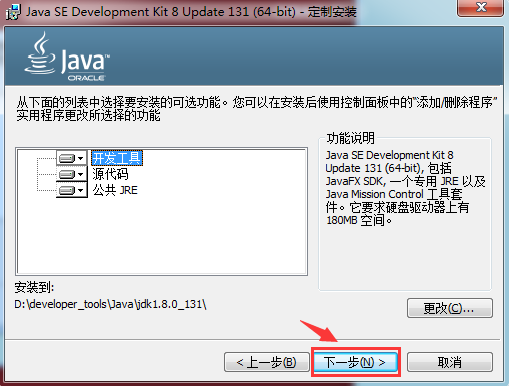 Java SE Development Kit 8 Update 131 (64-bit) - 定制安装
Java™
ORACLE
从下面的列表中选择要安装的可选功能。您可以在安装后使用控制面板中的“添加/删除程序”
实用程序更改所选择的功能
开发工具
源代码
公共 JRE
功能说明
Java SE Development Kit 8
Update 131 (64-bit), 包括
JavaFX SDK, 一个专用 JRE 以及
Java Mission Control 工具套
件。它要求硬盘驱动器上有
180MB 空间。
安装到:
D:\developer_tools\Java\jdk1.8.0_131\
更改(C)...
< 上一步(B)
下一步(N) >
取消